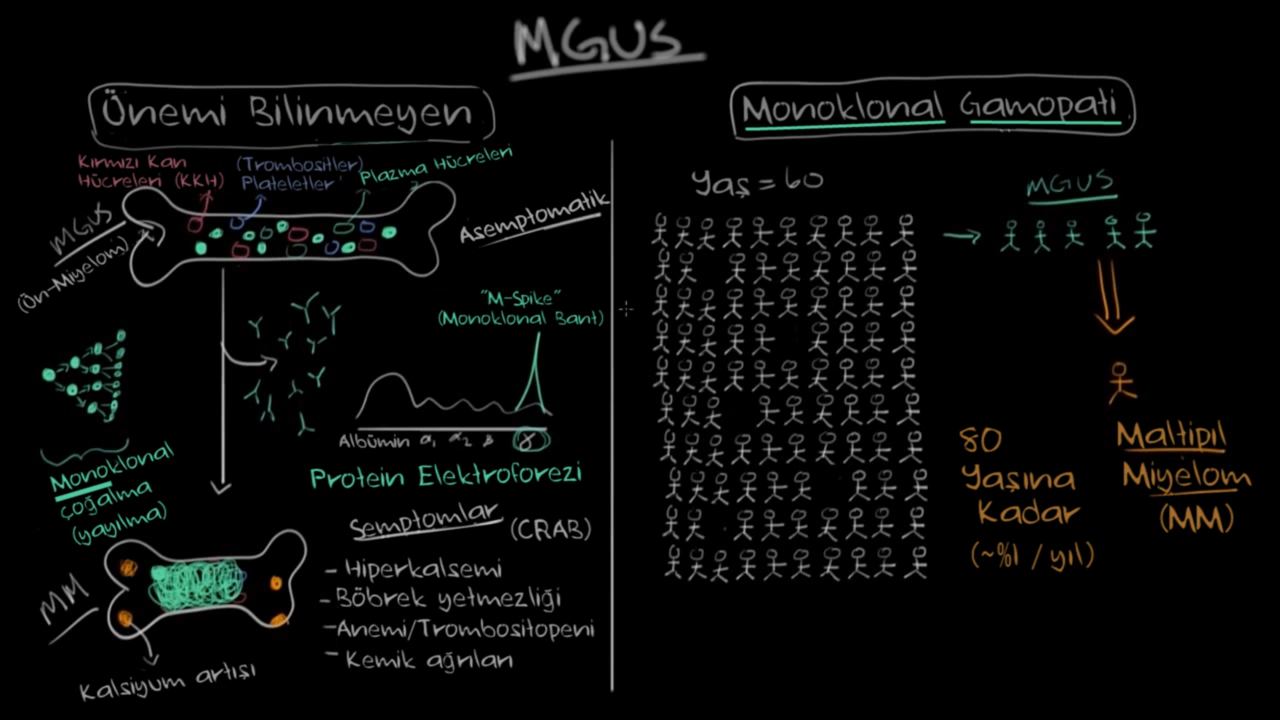 MGUS
Önemi Bilinmeyen
Monoklonal Gamopati
Kırmızı Kan
Hücreleri (KKH)
(Trombositler)
Plateletler
Plazma Hücreleri
MGUS
(Ön-Miyelom)
Asemptomatik
"M-Spike"
(Monoklonal Bant)
Albümin α₁ α₂ β γ
Protein Elektroforezi
Monoklonal
çoğalma
(yayılma)
Semptomlar (CRAB)
- Hiperkalsemi
- Böbrek yetmezliği
- Anemi/Trombositopeni
- Kemik ağrıları
MM
Kalsiyum artışı
Yaş = 60
MGUS
80
Yaşına
Kadar
(~%1 / yıl)
Maltipıl
Miyelom
(MM)